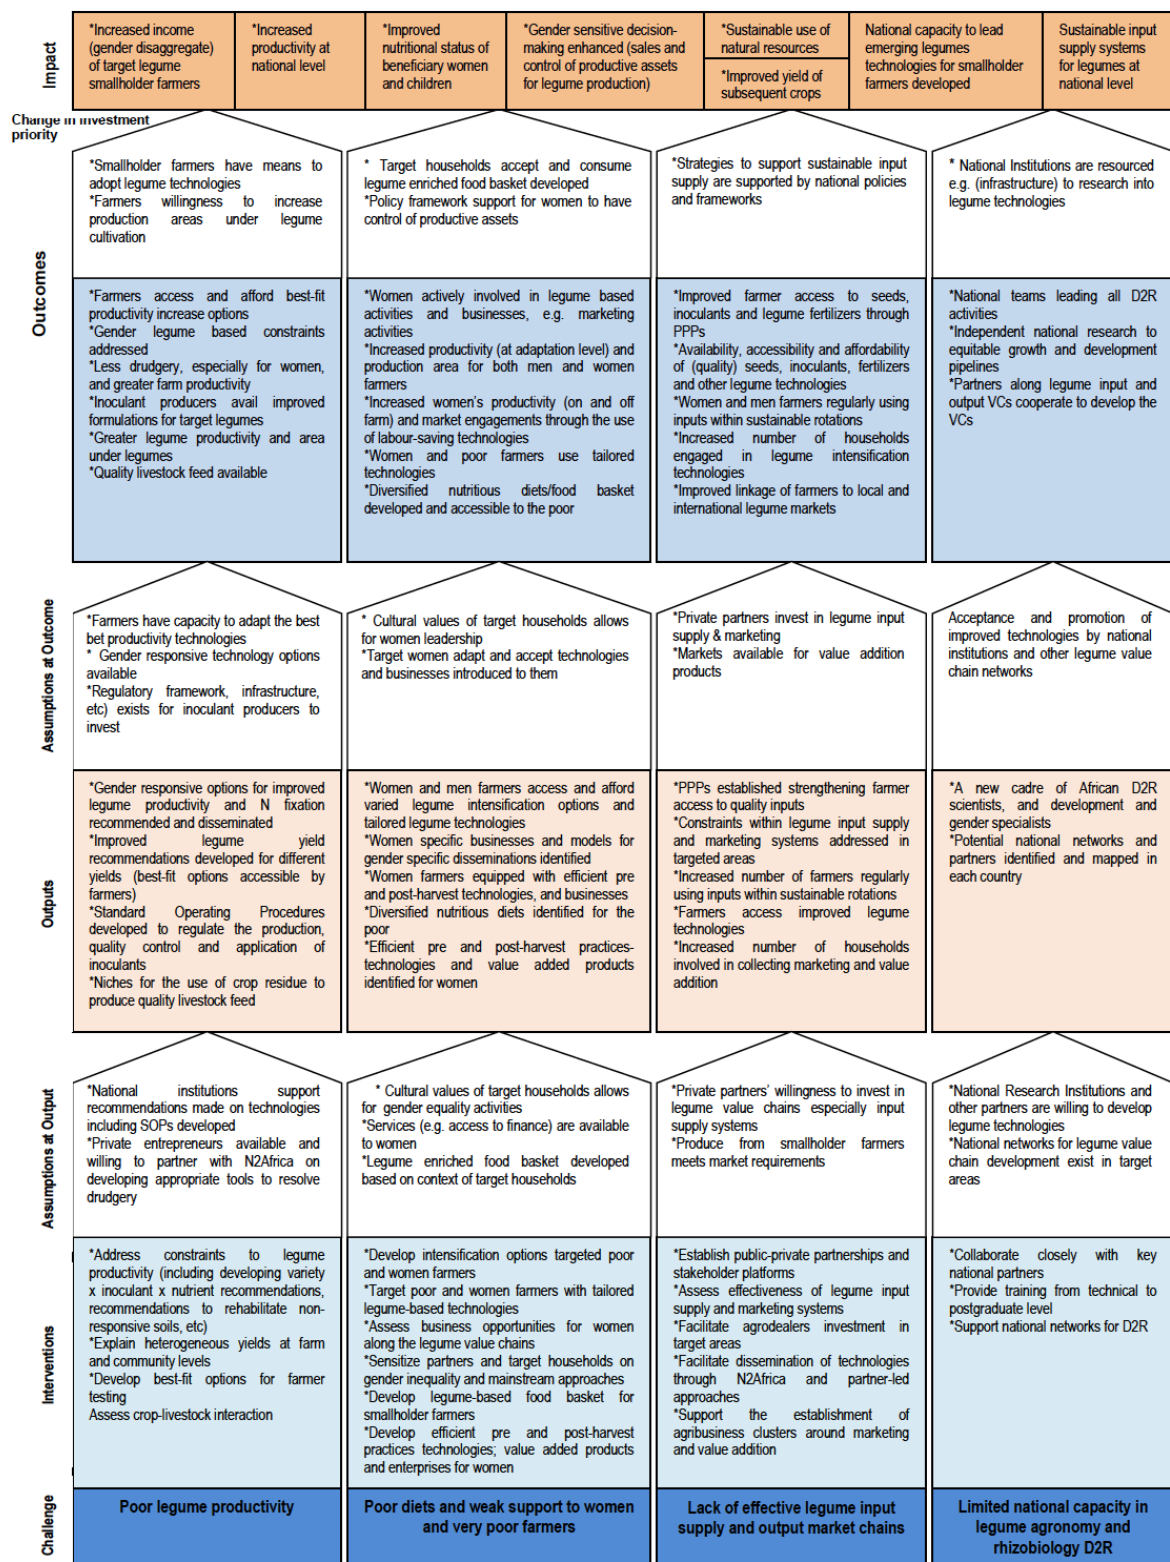 Impact
*Increased income
(gender disaggregate)
of target legume
smallholder farmers
*Increased
productivity at
national level
*Improved
nutritional status of
beneficiary women
and children
*Gender sensitive decision-
making enhanced (sales and
control of productive assets
for legume production)
*Sustainable use of
natural resources
*Improved yield of
subsequent crops
National capacity to lead
emerging legumes
technologies for smallholder
farmers developed
Sustainable input
supply systems
for legumes at
national level
Change in investment
priority
Outcomes
*Smallholder farmers have means to
adopt legume technologies
*Farmers willingness to increase
production areas under legume
cultivation
* Target households accept and consume
legume enriched food basket developed
*Policy framework support for women to have
control of productive assets
*Strategies to support sustainable input
supply are supported by national policies
and frameworks
* National Institutions are resourced
e.g. (infrastructure) to research into
legume technologies
*Farmers access and afford best-fit
productivity increase options
*Gender legume based constraints
addressed
*Less drudgery, especially for women,
and greater farm productivity
*Inoculant producers avail improved
formulations for target legumes
*Greater legume productivity and area
under legumes
*Quality livestock feed available
*Women actively involved in legume based
activities and businesses, e.g. marketing
activities
*Increased productivity (at adaptation level) and
production area for both men and women
farmers
*Increased women's productivity (on and off
farm) and market engagements through the use
of labour-saving technologies
*Women and poor farmers use tailored
technologies
*Diversified nutritious diets/food basket
developed and accessible to the poor
*Improved farmer access to seeds,
inoculants and legume fertilizers through
PPPs
*Availability, accessibility and affordability
of (quality) seeds, inoculants, fertilizers
and other legume technologies
*Women and men farmers regularly using
inputs within sustainable rotations
*Increased number of households
engaged in legume intensification
technologies
*Improved linkage of farmers to local and
international legume markets
*National teams leading all D2R
activities
*Independent national research to
equitable growth and development
pipelines
*Partners along legume input and
output VCs cooperate to develop the
VCs
Assumptions at Outcome
*Farmers have capacity to adapt the best
bet productivity technologies
* Gender responsive technology options
available
*Regulatory framework, infrastructure,
etc) exists for inoculant producers to
invest
* Cultural values of target households allows
for women leadership
*Target women adapt and accept technologies
and businesses introduced to them
*Private partners invest in legume input
supply & marketing
*Markets available for value addition
products
Acceptance and promotion of
improved technologies by national
institutions and other legume value
chain networks
Outputs
*Gender responsive options for improved
legume productivity and N fixation
recommended and disseminated
*Improved legume yield
recommendations developed for different
yields (best-fit options accessible by
farmers)
*Standard Operating Procedures
developed to regulate the production,
quality control and application of
inoculants
*Niches for the use of crop residue to
produce quality livestock feed
*Women and men farmers access and afford
varied legume intensification options and
tailored legume technologies
*Women specific businesses and models for
gender specific disseminations identified
*Women farmers equipped with efficient pre
and post-harvest technologies, and businesses
*Diversified nutritious diets identified for the
poor
*Efficient pre and post-harvest practices-
technologies and value added products
identified for women
*PPPs established strengthening farmer
access to quality inputs
*Constraints within legume input supply
and marketing systems addressed in
targeted areas
*Increased number of farmers regularly
using inputs within sustainable rotations
*Farmers access improved legume
technologies
*Increased number of households
involved in collecting marketing and value
addition
*A new cadre of African D2R
scientists, and development and
gender specialists
*Potential national networks and
partners identified and mapped in
each country
Assumptions at Output
*National institutions support
recommendations made on technologies
including SOPs developed
*Private entrepreneurs available and
willing to partner with N2Africa on
developing appropriate tools to resolve
drudgery
* Cultural values of target households allows
for gender equality activities
*Services (e.g. access to finance) are available
to women
*Legume enriched food basket developed
based on context of target households
*Private partners' willingness to invest in
legume value chains especially input
supply systems
*Produce from smallholder farmers
meets market requirements
*National Research Institutions and
other partners are willing to develop
legume technologies
*National networks for legume value
chain development exist in target
areas
Interventions
*Address constraints to legume
productivity (including developing variety
x inoculant x nutrient recommendations,
recommendations to rehabilitate non-
responsive soils, etc)
*Explain heterogeneous yields at farm
and community levels
*Develop best-fit options for farmer
testing
Assess crop-livestock interaction
*Develop intensification options targeted poor
and women farmers
*Target poor and women farmers with tailored
legume-based technologies
*Assess business opportunities for women
along the legume value chains
*Sensitize partners and target households on
gender inequality and mainstream approaches
*Develop legume-based food basket for
smallholder farmers
*Develop efficient pre and post-harvest
practices technologies; value added products
and enterprises for women
*Establish public-private partnerships and
stakeholder platforms
*Assess effectiveness of legume input
supply and marketing systems
*Facilitate agrodealers investment in
target areas
*Facilitate dissemination of technologies
through N2Africa and partner-led
approaches
*Support the establishment of
agribusiness clusters around marketing
and value addition
*Collaborate closely with key
national partners
*Provide training from technical to
postgraduate level
*Support national networks for D2R
Challenge
Poor legume productivity
Poor diets and weak support to women
and very poor farmers
Lack of effective legume input
supply and output market chains
Limited national capacity in
legume agronomy and
rhizobiology D2R